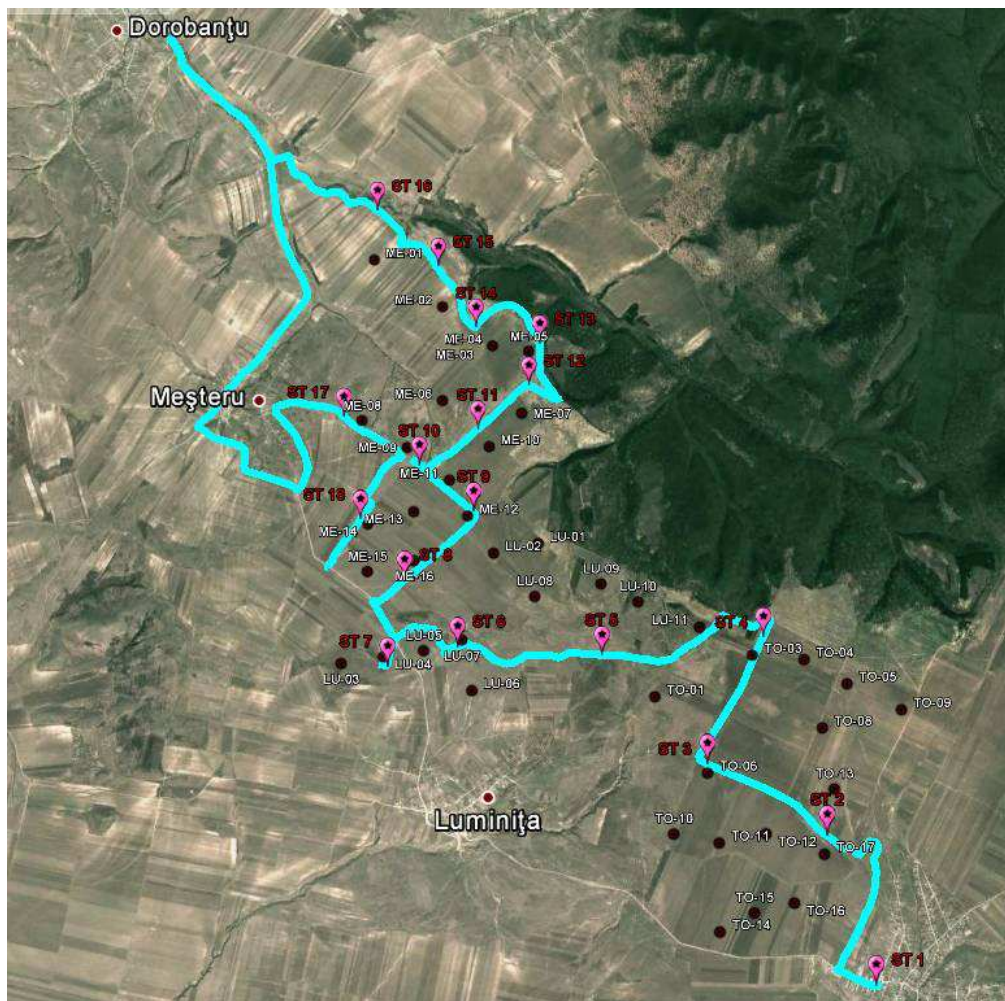 Dorobanţu
ST 16
ST 15
ME-01
ME-02
ST 14
ST 13
ME-04
ME-05
ME-03
ST 12
Meşteru
ST 17
ME-06
ST 11
ME-08
ME-07
ST 10
ME-09
ME-10
ME-11
ST 9
ST 18
ME-12
ME-13
ME-14
LU-01
LU-02
ST 8
ME-15
ME-16
LU-09
LU-08
LU-10
ST 6
ST 5
LU-11
ST 4
ST 7
LU-05
LU-07
LU-04
LU-03
TO-03
TO-04
LU-06
TO-01
TO-05
TO-09
TO-08
ST 3
TO-06
TO-13
ST 2
Luminiţa
TO-10
TO-11
TO-12
TO-17
TO-15
TO-16
TO-14
ST 1